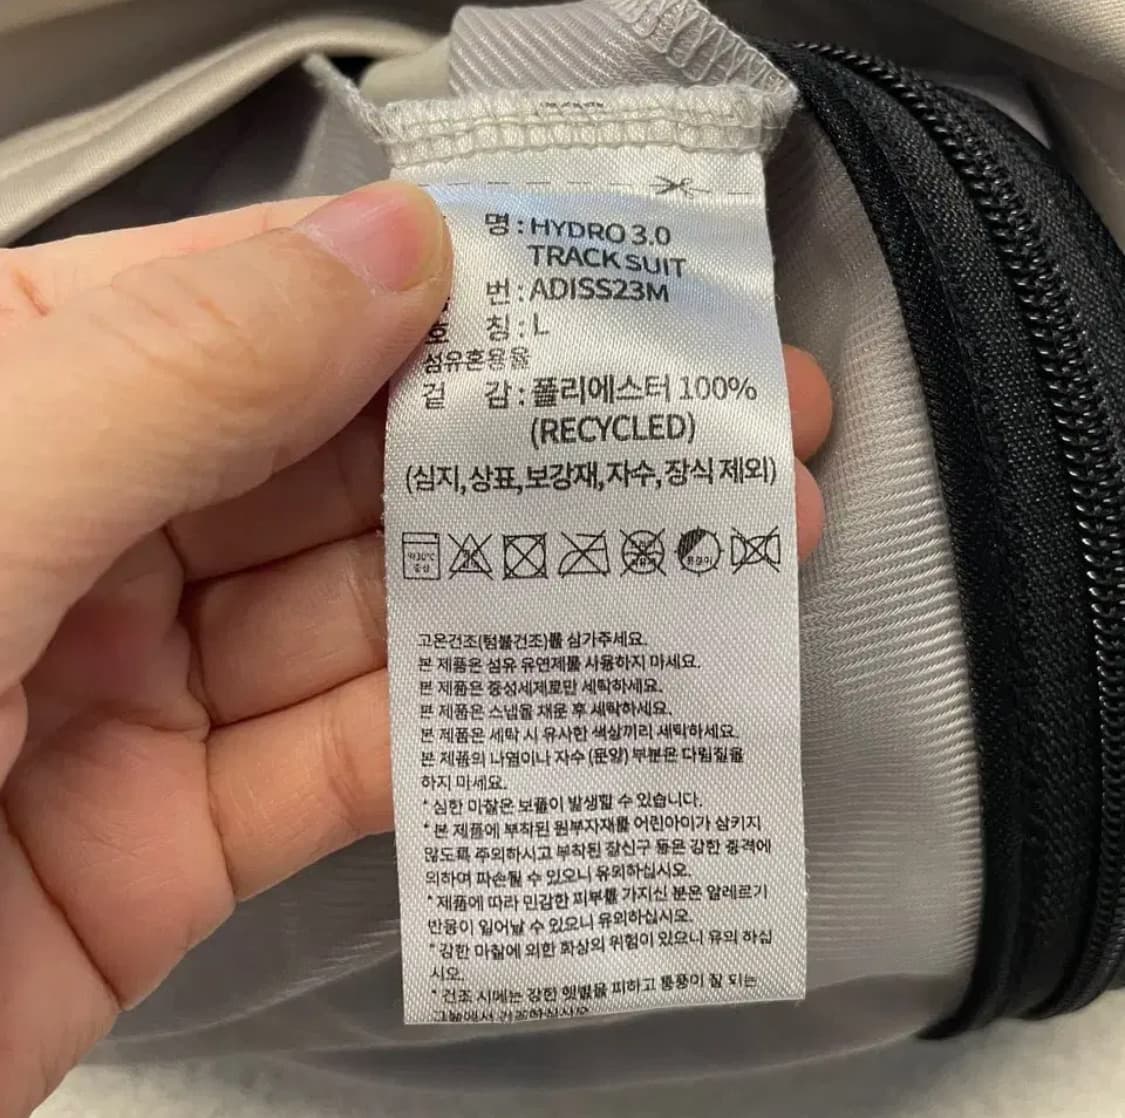 명 : HYDRO 3.0
TRACK SUIT
번 : ADISS23M
호 칭 : L
섬유혼용율
겉 감 : 폴리에스터 100%
(RECYCLED)
(심지,상표,보강재,자수,장식 제외)
약30℃
중성
고온건조(텀블건조)를 삼가주세요.
본 제품은 섬유 유연제를 사용하지 마세요.
본 제품은 중성세제로만 세탁하세요.
본 제품은 스냅을 채운 후 세탁하세요.
본 제품은 세탁 시 유사한 색상끼리 세탁하세요.
본 제품의 나염이나 자수 (문양) 부분은 다림질을
하지 마세요.
* 심한 마찰은 보풀이 발생할 수 있습니다.
* 본 제품에 부착된 원부자재를 어린아이가 삼키지
않도록 주의하시고 부착된 장신구 등은 강한 충격에
의하여 파손될 수 있으니 유의하십시오.
* 제품에 따라 민감한 피부를 가지신 분은 알레르기
반응이 일어날 수 있으니 유의하십시오.
* 강한 마찰에 의한 화상의 위험이 있으니 유의 하십
시오.
* 건조 시에는 강한 햇볕을 피하고 통풍이 잘 되는
그늘에서 건조하십시오